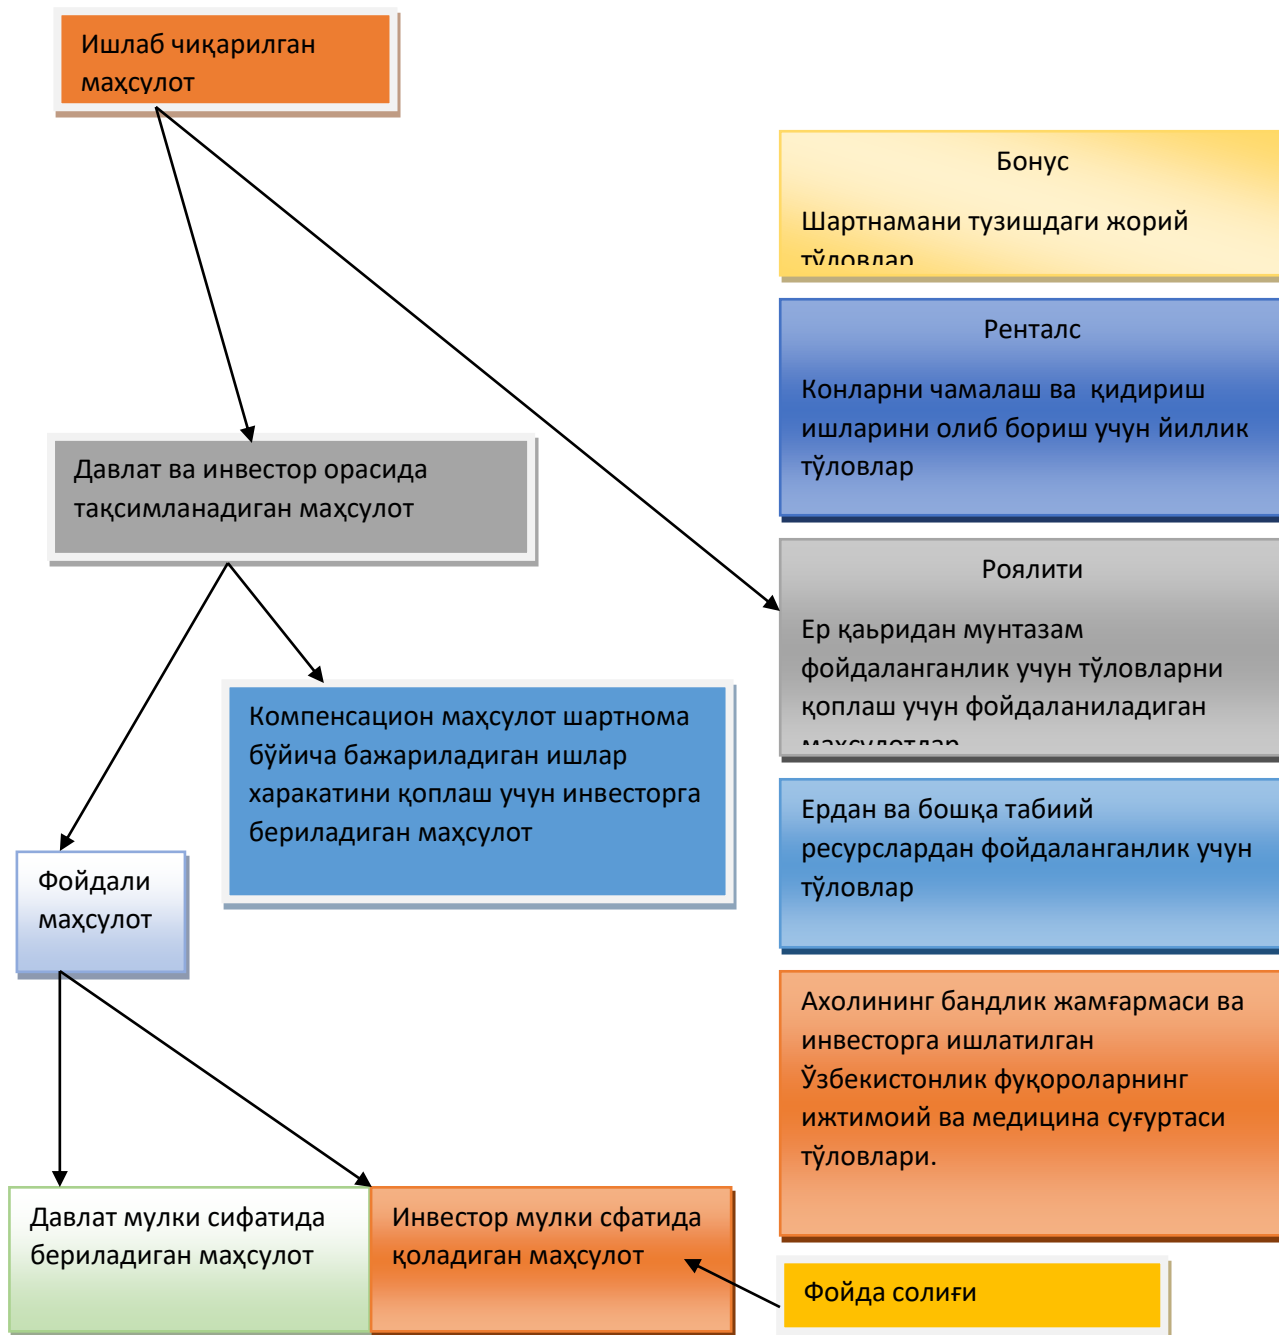 Ишлаб чиқарилган
маҳсулот
Бонус
Шартнамани тузишдаги жорий
тўловлар
Ренталс
Конларни чамалаш ва қидириш
ишларини олиб бориш учун йиллик
тўловлар
Давлат ва инвестор орасида
тақсимланадиган маҳсулот
Роялити
Ер қаьридан мунтазам
фойдаланганлик учун тўловларни
қоплаш учун фойдаланиладиган
маҳсулотлар
Компенсацион маҳсулот шартнома
бўйича бажариладиган ишлар
харакатини қоплаш учун инвесторга
бериладиган маҳсулот
Ердан ва бошқа табиий
ресурслардан фойдаланганлик учун
тўловлар
Фойдали
маҳсулот
Ахолининг бандлик жамғармаси ва
инвесторга ишлатилган
Ўзбекистонлик фуқороларнинг
ижтимоий ва медицина суғуртаси
тўловлари.
Давлат мулки сифатида
бериладиган маҳсулот
Инвестор мулки сфатида
қоладиган маҳсулот
Фойда солиғи